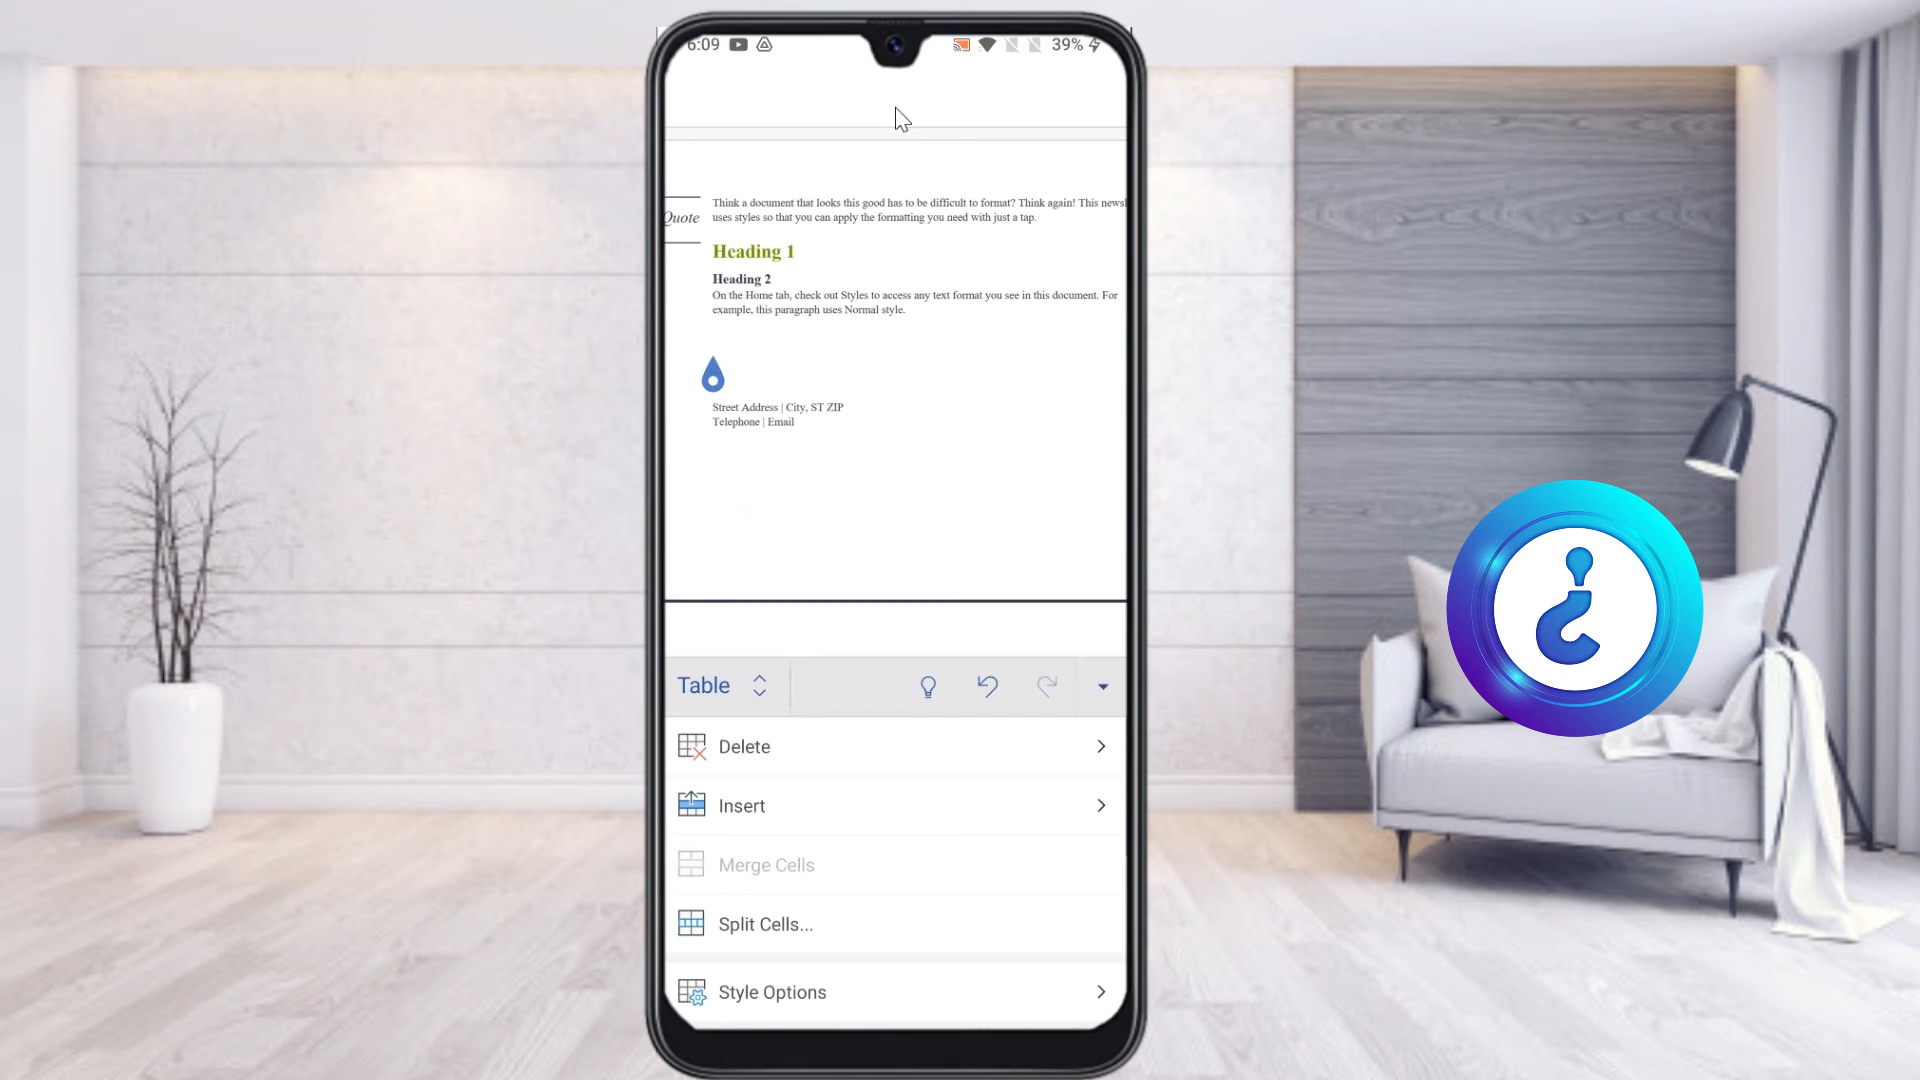 6:09
39%
Quote
Think a document that looks this good has to be difficult to format? Think again! This newsl
uses styles so that you can apply the formatting you need with just a tap.
Heading 1
Heading 2
On the Home tab, check out Styles to access any text format you see in this document. For
example, this paragraph uses Normal style.
Street Address | City, ST ZIP
Telephone | Email
Table
Delete
Insert
Merge Cells
Split Cells...
Style Options